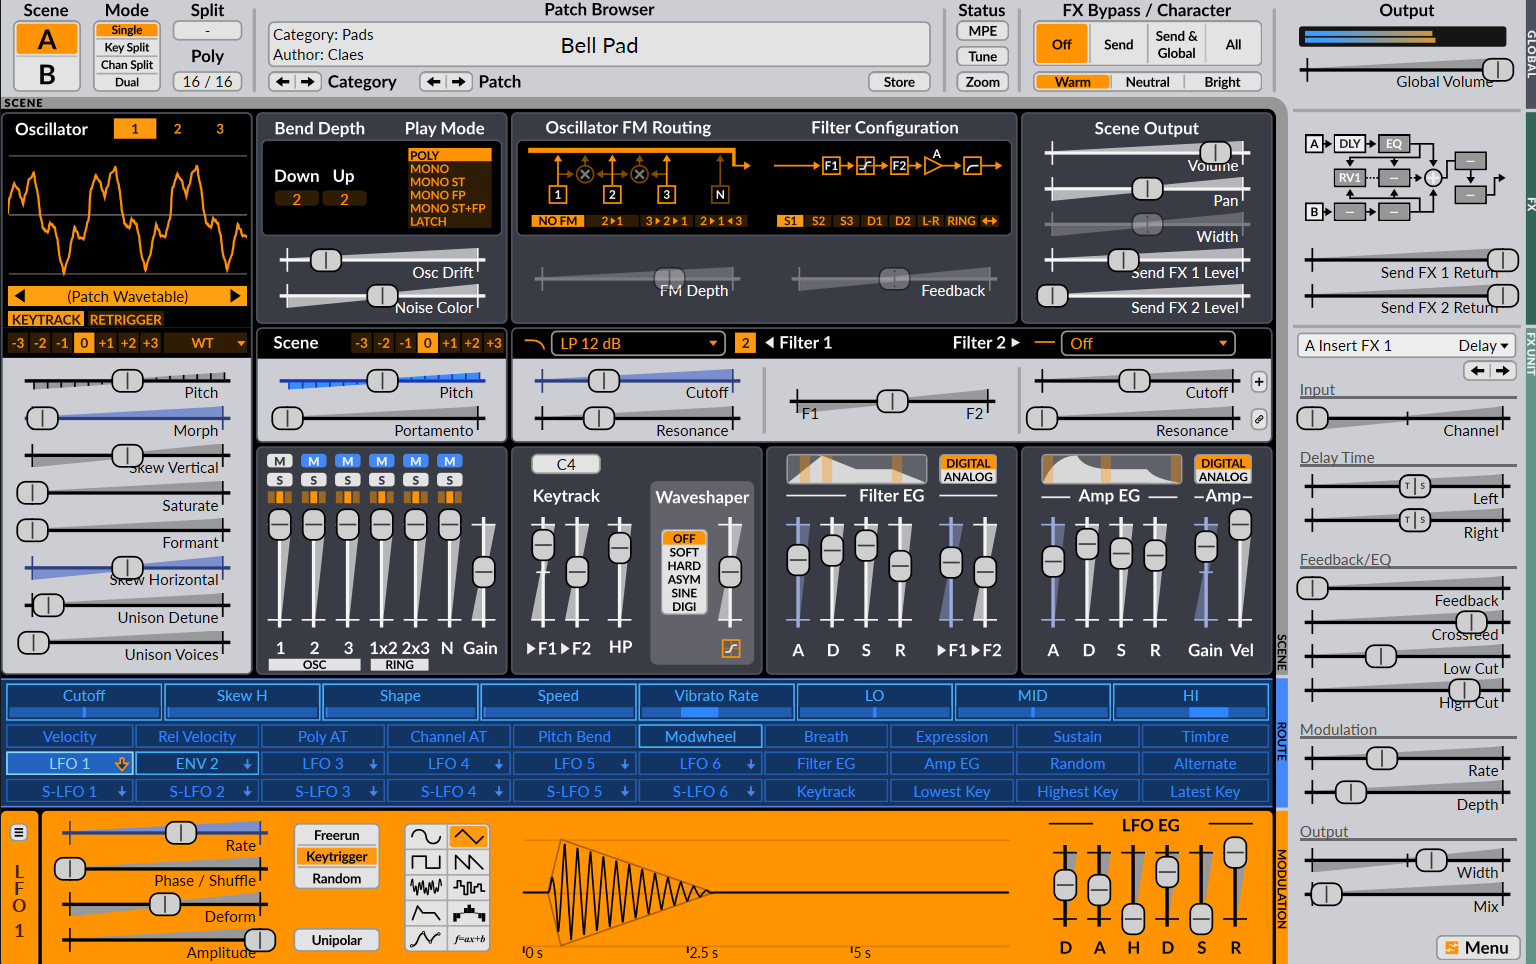 Scene
A
B
Mode
Single
Key Split
Chan Split
Dual
Split
-
Poly
16 / 16
Patch Browser
Category: Pads
Author: Claes
Bell Pad
Category
Patch
Store
Status
MPE
Tune
Zoom
FX Bypass / Character
Off
Send
Send &
Global
All
Warm
Neutral
Bright
Output
Global Volume
GLOBAL
SCENE
Oscillator
1 2 3
(Patch Wavetable)
KEYTRACK RETRIGGER
-3 -2 -1 0 +1 +2 +3 WT
Pitch
Morph
Skew Vertical
Saturate
Formant
Skew Horizontal
Unison Detune
Unison Voices
Bend Depth
Down Up
2 2
Play Mode
POLY
MONO
MONO ST
MONO FP
MONO ST+FP
LATCH
Osc Drift
Noise Color
Oscillator FM Routing
1 2 3 N
NO FM 2▸1 3▸2▸1 2▸1◂3
FM Depth
Filter Configuration
F1 F2 A
S1 S2 S3 D1 D2 L-R RING
Feedback
Scene Output
Volume
Pan
Width
Send FX 1 Level
Send FX 2 Level
Scene
-3 -2 -1 0 +1 +2 +3
Pitch
Portamento
LP 12 dB
2
Filter 1
Filter 2
Off
Cutoff
Resonance
F1 F2
Cutoff
Resonance
+
M M M M M M
S S S S S S
1 2 3 1x2 2x3 N Gain
OSC RING
C4
Keytrack
F1 F2 HP
Waveshaper
OFF
SOFT
HARD
ASYM
SINE
DIGI
DIGITAL
ANALOG
Filter EG
A D S R F1 F2
DIGITAL
ANALOG
Amp EG Amp
A D S R Gain Vel
SCENE
Cutoff Skew H Shape Speed Vibrato Rate LO MID HI
Velocity Rel Velocity Poly AT Channel AT Pitch Bend Modwheel Breath Expression Sustain Timbre
LFO 1 ENV 2 LFO 3 LFO 4 LFO 5 LFO 6 Filter EG Amp EG Random Alternate
S-LFO 1 S-LFO 2 S-LFO 3 S-LFO 4 S-LFO 5 S-LFO 6 Keytrack Lowest Key Highest Key Latest Key
ROUTE
LFO 1
Rate
Phase / Shuffle
Deform
Amplitude
Freerun
Keytrigger
Random
Unipolar
f=ax+b
0 s 2.5 s 5 s
LFO EG
D A H D S R
MODULATION
A DLY EQ
RV1
B
Send FX 1 Return
Send FX 2 Return
FX
A Insert FX 1 Delay
FX UNIT
Input
Channel
Delay Time
T S
Left
T S
Right
Feedback/EQ
Feedback
Crossfeed
Low Cut
High Cut
Modulation
Rate
Depth
Output
Width
Mix
Menu